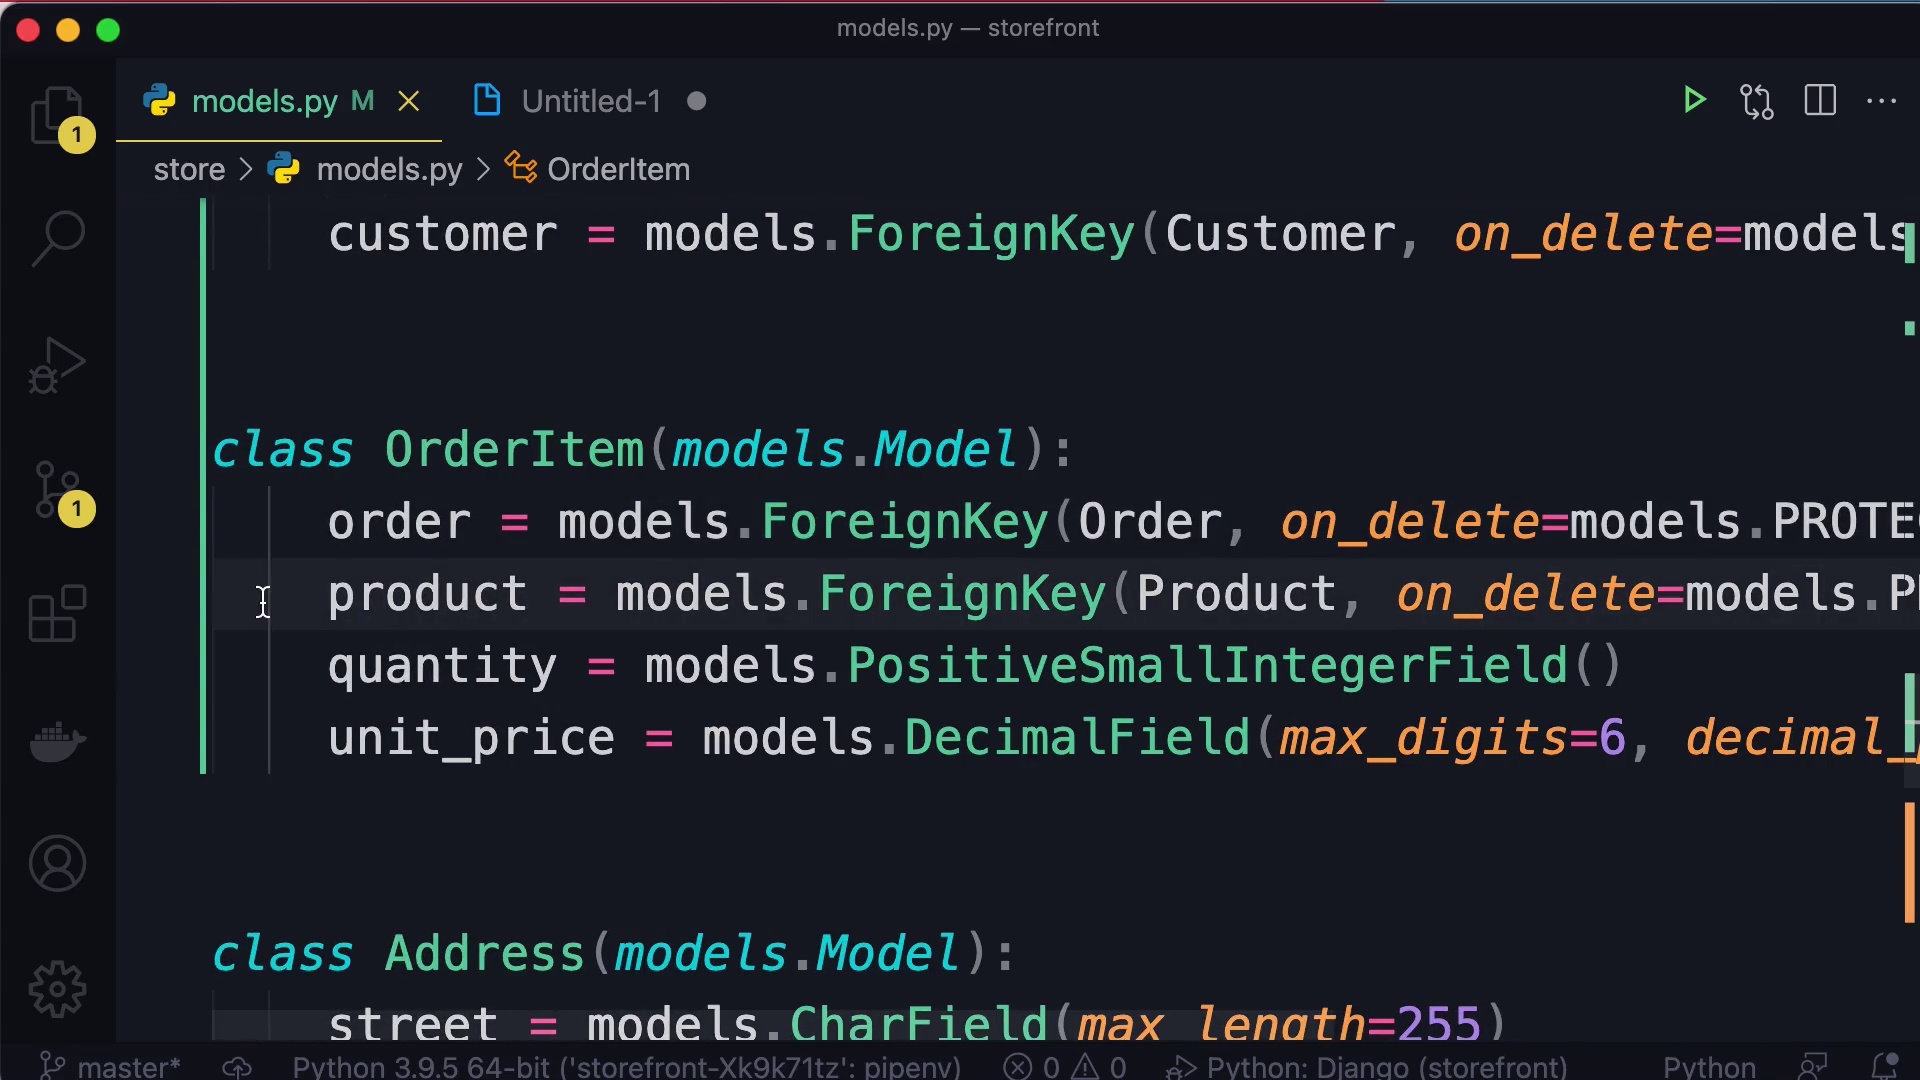 models.py — storefront
models.py M
Untitled-1
1
store > models.py > OrderItem
customer = models.ForeignKey(Customer, on_delete=models
class OrderItem(models.Model):
1
order = models.ForeignKey(Order, on_delete=models.PROTE
product = models.ForeignKey(Product, on_delete=models.P
quantity = models.PositiveSmallIntegerField()
unit_price = models.DecimalField(max_digits=6, decimal_
class Address(models.Model):
street = models.CharField(max_length=255)
master* Python 3.9.5 64-bit ('storefront-Xk9k71tz': pipenv) 0 0 Python: Django (storefront) Python